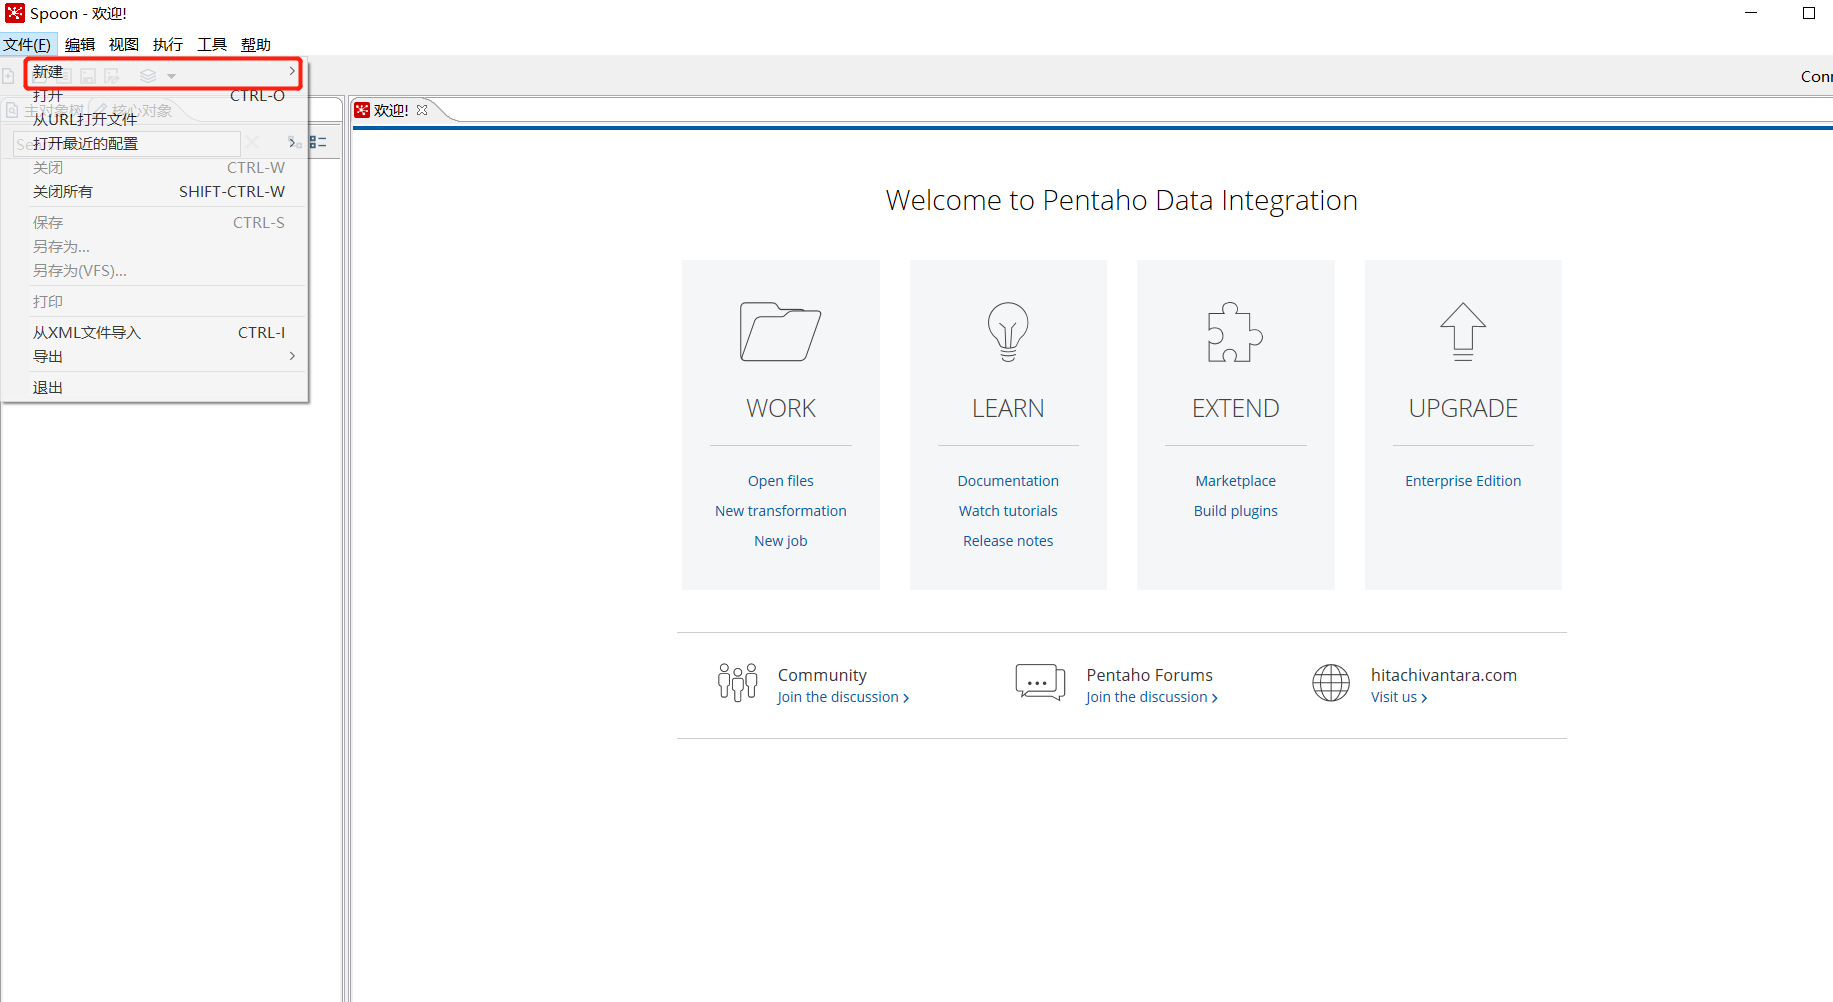 Spoon - 欢迎!
文件(F) 编辑 视图 执行 工具 帮助
新建
Conn
打开 CTRL-O
主对象树 核心对象
欢迎!
从URL打开文件
打开最近的配置
关闭 CTRL-W
关闭所有 SHIFT-CTRL-W
保存 CTRL-S
另存为...
另存为(VFS)...
打印
从XML文件导入 CTRL-I
导出
退出
Welcome to Pentaho Data Integration
WORK
Open files
New transformation
New job
LEARN
Documentation
Watch tutorials
Release notes
EXTEND
Marketplace
Build plugins
UPGRADE
Enterprise Edition
Community
Join the discussion
Pentaho Forums
Join the discussion
hitachivantara.com
Visit us